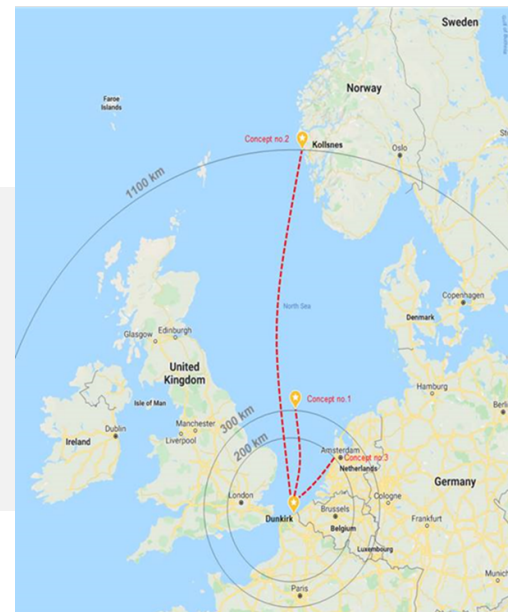 Sweden
Norway
Faroe
Islands
Concept no.2
Kollsnes
Oslo
1100 km
North Sea
Copenhagen
Denmark
Glasgow
Edinburgh
United
Kingdom
Isle of Man
Hamburg
Concept no.1
Berli
300 km
Manchester
Dublin
Liverpool
Ireland
200 km
Amsterdam
Concept no.3
Netherlands
Germany
London
Cologne
Dunkirk
Brussels
Belgium
Frankfurt
Luxembourg
Paris
Munich